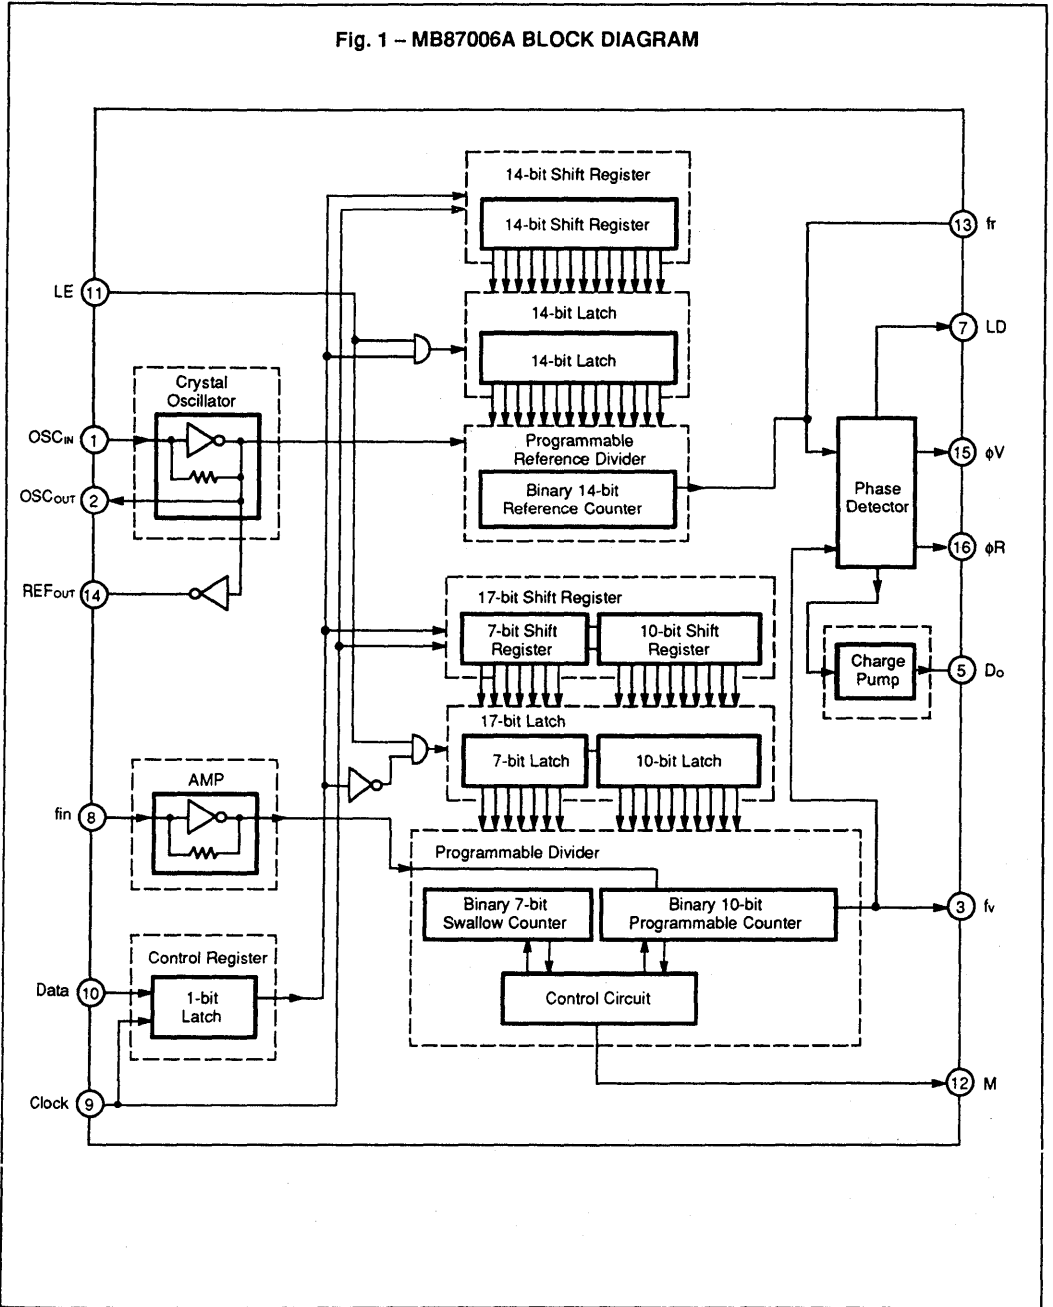 Fig. 1 – MB87006A BLOCK DIAGRAM
14-bit Shift Register
14-bit Shift Register
13 fr
LE 11
14-bit Latch
7 LD
14-bit Latch
Crystal
Oscillator
OSCIN 1
Programmable
Reference Divider
15 φV
OSCOUT 2
Binary 14-bit
Reference Counter
Phase
Detector
16 φR
REFOUT 14
17-bit Shift Register
7-bit Shift
Register
10-bit Shift
Register
Charge
Pump
5 Do
17-bit Latch
7-bit Latch
10-bit Latch
AMP
fin 8
Programmable Divider
Binary 7-bit
Swallow Counter
Binary 10-bit
Programmable Counter
3 fv
Control Register
Data 10
1-bit
Latch
Control Circuit
12 M
Clock 9